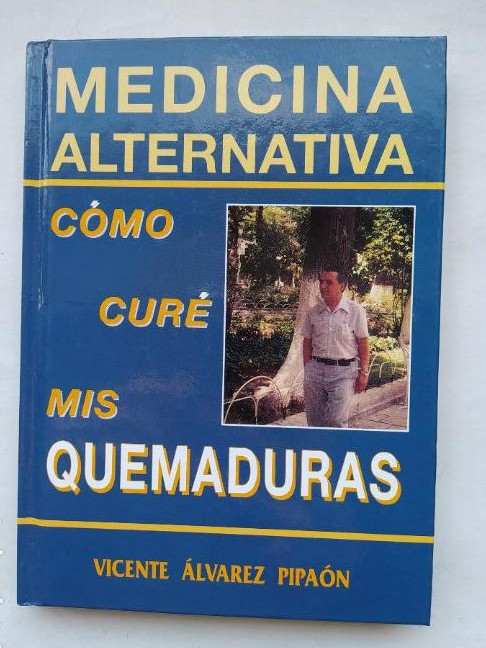 MEDICINA
ALTERNATIVA
CÓMO
CURÉ
MIS
QUEMADURAS
VICENTE ÁLVAREZ PIPAÓN